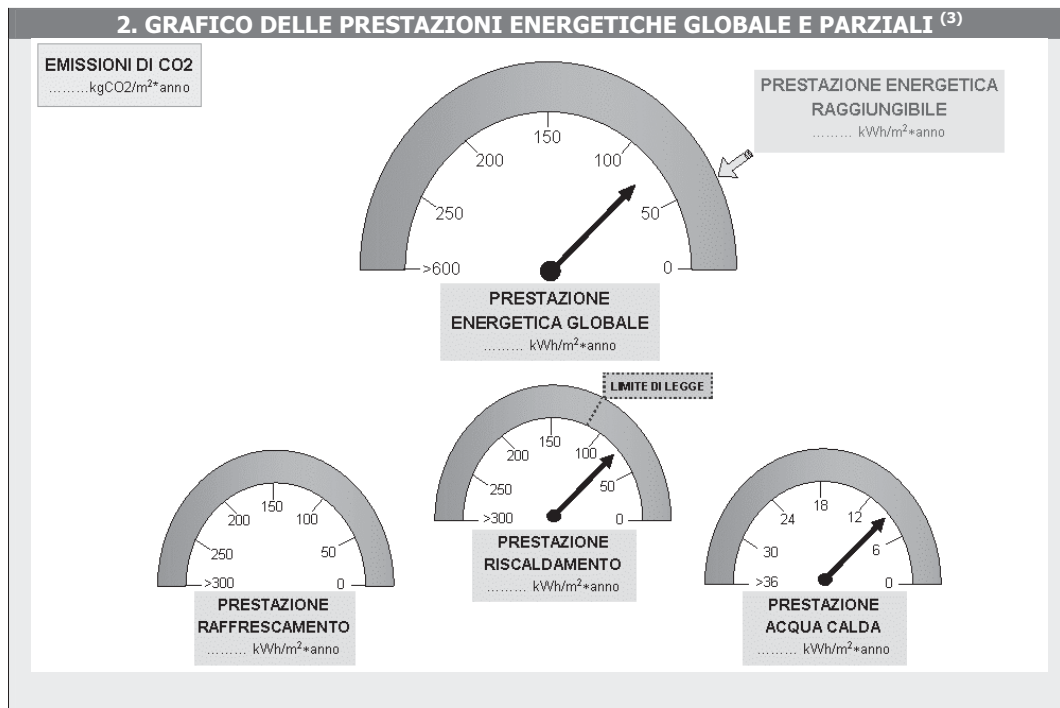 2. GRAFICO DELLE PRESTAZIONI ENERGETICHE GLOBALE E PARZIALI (3)
EMISSIONI DI CO2
.........kgCO2/m²*anno
PRESTAZIONE ENERGETICA
RAGGIUNGIBILE
......... kWh/m²*anno
150
200
100
250
50
>600
0
PRESTAZIONE
ENERGETICA GLOBALE
......... kWh/m²*anno
LIMITE DI LEGGE
150
200
100
250
50
>300
0
PRESTAZIONE
RISCALDAMENTO
......... kWh/m²*anno
150
200
100
250
50
>300
0
PRESTAZIONE
RAFFRESCAMENTO
......... kWh/m²*anno
18
24
12
30
6
>36
0
PRESTAZIONE
ACQUA CALDA
......... kWh/m²*anno